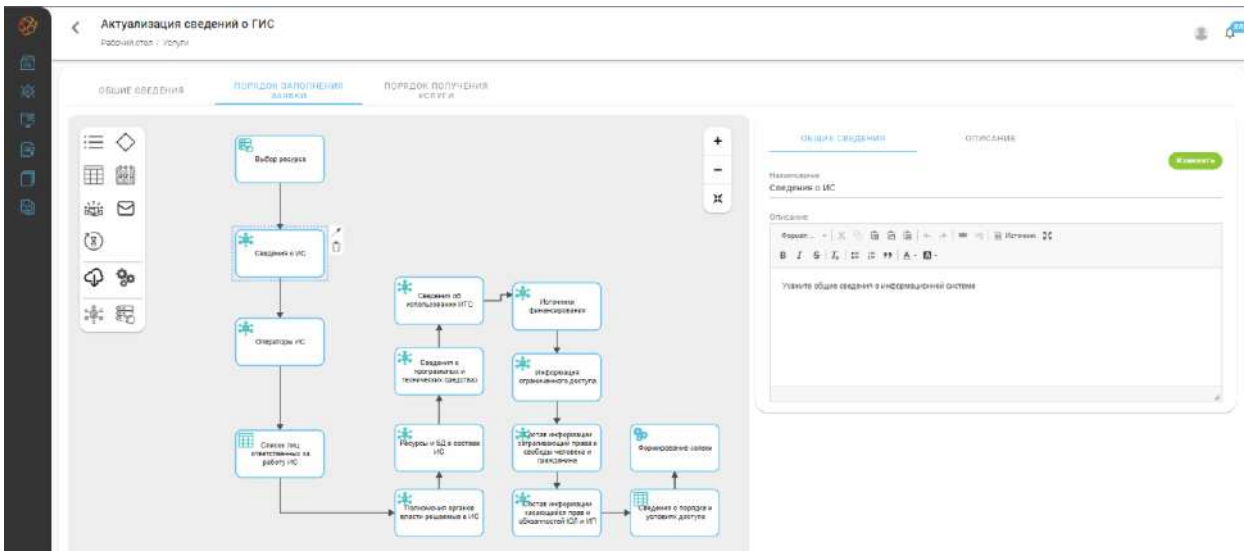 Актуализация сведений о ГИС
Рабочий стол / Услуги
ОБЩИЕ СВЕДЕНИЯ
ПОРЯДОК ЗАПОЛНЕНИЯ
ЗАЯВКИ
ПОРЯДОК ПОЛУЧЕНИЯ
УСЛУГИ
Выбор ресурса
Сведения о ИС
Операторы ИС
Список лиц
ответственных за
работу ИС
Сведения об
использовании ИТС
Источники
финансирования
Сведения о
программных и
технических средствах
Информация
ограниченного доступа
Ресурсы и БД в составе
ИС
Состав информации
затрагивающей права и
свободы человека и
гражданина
Формирование заявки
Полномочия органов
власти решаемые в ИС
Состав информации
касающейся прав и
обязанностей ЮЛ и ИП
Сведения о порядке и
условиях доступа
ОБЩИЕ СВЕДЕНИЯ
ОПИСАНИЕ
Изменить
Наименование
Сведения о ИС
Описание
Формат...
Источник
B I S Tx A
Укажите общие сведения о информационной системе